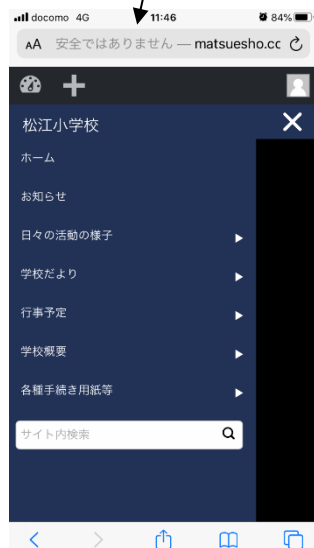 docomo 4G 11:46 84%
AA 安全ではありません — matsuesho.cc
松江小学校
ホーム
お知らせ
日々の活動の様子
学校だより
行事予定
学校概要
各種手続き用紙等
サイト内検索